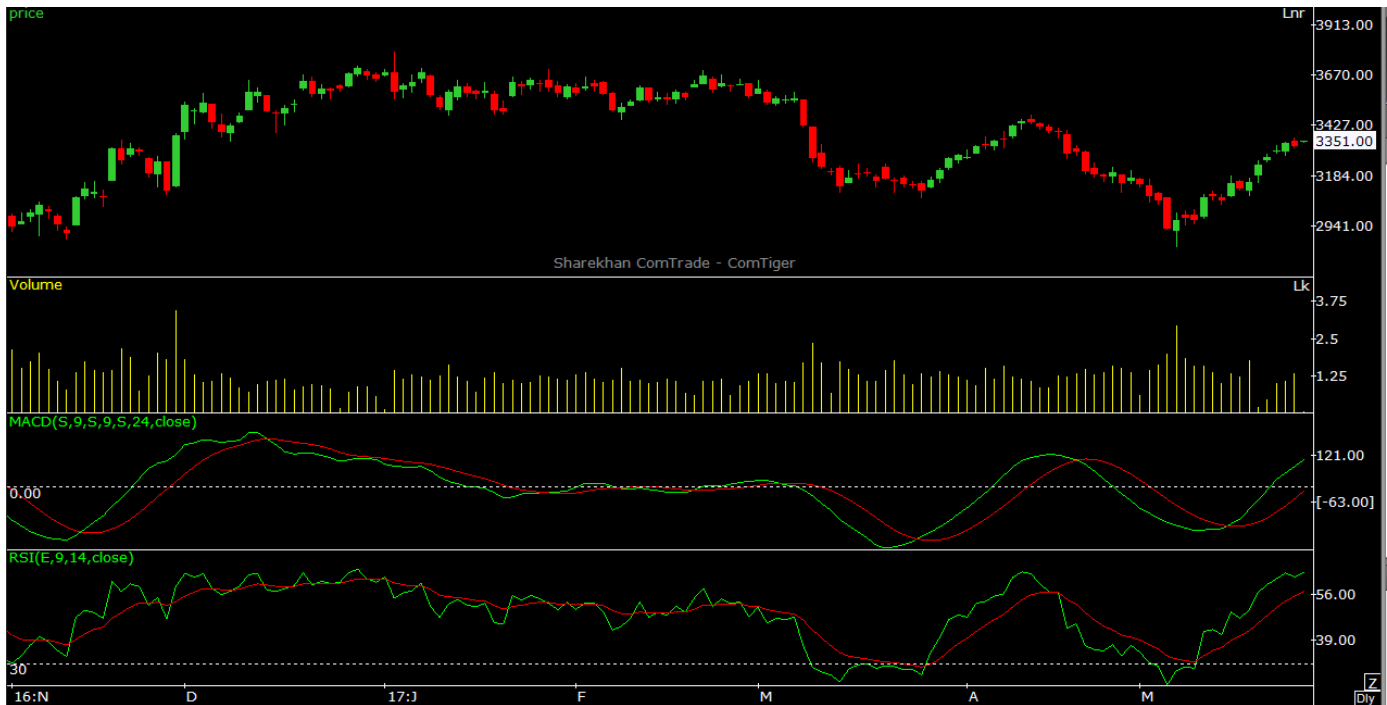 price
Lnr
3913.00
3670.00
3427.00
3351.00
3184.00
2941.00
Sharekhan ComTrade - ComTiger
Volume
Lk
3.75
2.5
1.25
MACD(S,9,S,9,S,24,close)
121.00
0.00
[-63.00]
RSI(E,9,14,close)
56.00
39.00
30
16:N D 17:J F M A M
Z
Dly